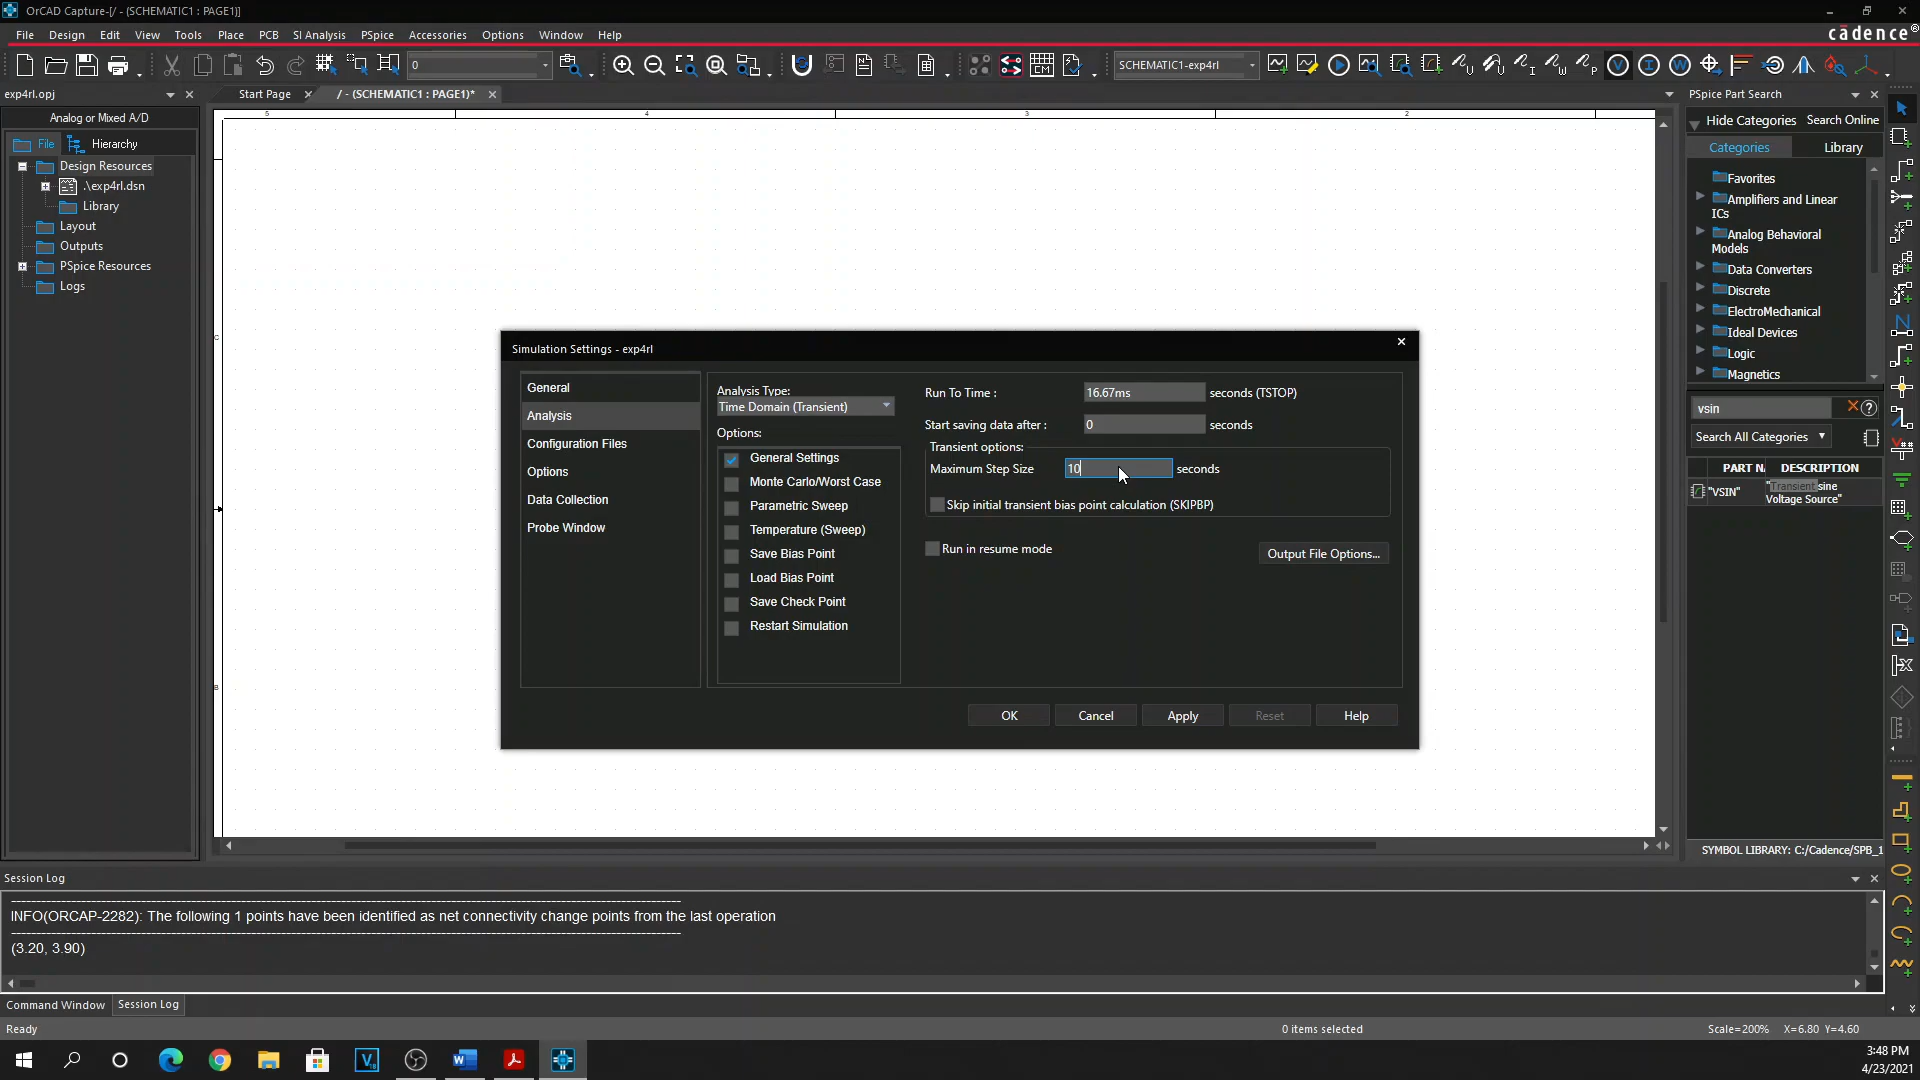 OrCAD Capture-[/ - (SCHEMATIC1 : PAGE1)]
File Design Edit View Tools Place PCB SI Analysis PSpice Accessories Options Window Help
cadence®
0
SCHEMATIC1-exp4rl
exp4rl.opj
Start Page
/ - (SCHEMATIC1 : PAGE1)*
PSpice Part Search
Analog or Mixed A/D
File
Hierarchy
Design Resources
.\exp4rl.dsn
Library
Layout
Outputs
PSpice Resources
Logs
5
4
3
2
C
B
Hide Categories
Search Online
Categories
Library
Favorites
Amplifiers and Linear
ICs
Analog Behavioral
Models
Data Converters
Discrete
ElectroMechanical
Ideal Devices
Logic
Magnetics
vsin
Search All Categories
PART N DESCRIPTION
"VSIN"
"Transient sine
Voltage Source"
SYMBOL LIBRARY: C:/Cadence/SPB_1
Simulation Settings - exp4rl
General
Analysis
Configuration Files
Options
Data Collection
Probe Window
Analysis Type:
Time Domain (Transient)
Options:
General Settings
Monte Carlo/Worst Case
Parametric Sweep
Temperature (Sweep)
Save Bias Point
Load Bias Point
Save Check Point
Restart Simulation
Run To Time : 16.67ms seconds (TSTOP)
Start saving data after : 0 seconds
Transient options:
Maximum Step Size 10 seconds
Skip initial transient bias point calculation (SKIPBP)
Run in resume mode
Output File Options...
OK Cancel Apply Reset Help
Session Log
INFO(ORCAP-2282): The following 1 points have been identified as net connectivity change points from the last operation
(3.20, 3.90)
Command Window Session Log
Ready
0 items selected
Scale=200% X=6.80 Y=4.60
3:48 PM
4/23/2021